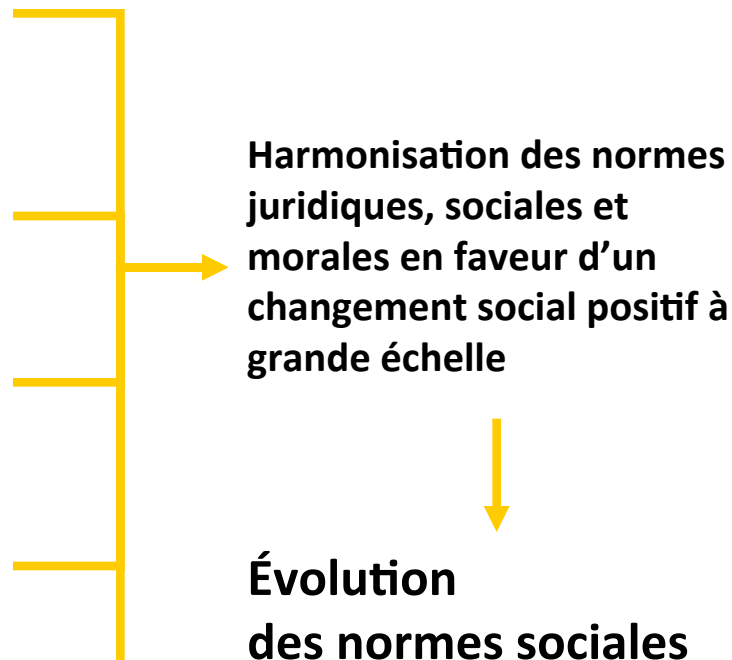 Harmonisation des normes
juridiques, sociales et
morales en faveur d’un
changement social positif à
grande échelle
Évolution
des normes sociales